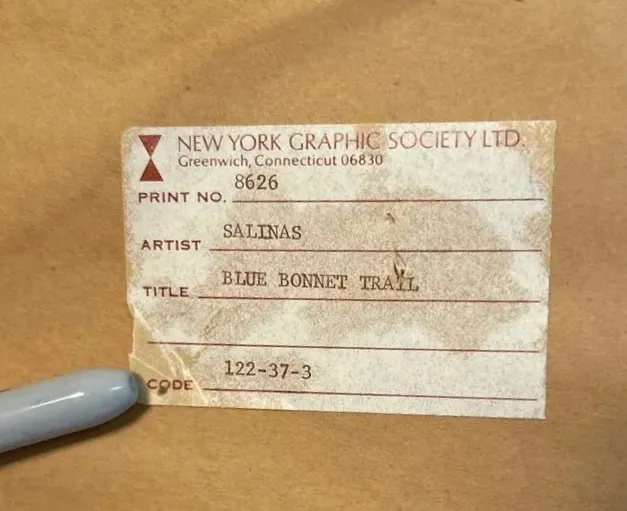 NEW YORK GRAPHIC SOCIETY LTD.
Greenwich, Connecticut 06830
PRINT NO. 8626
ARTIST SALINAS
TITLE BLUE BONNET TRAIL
CODE 122-37-3